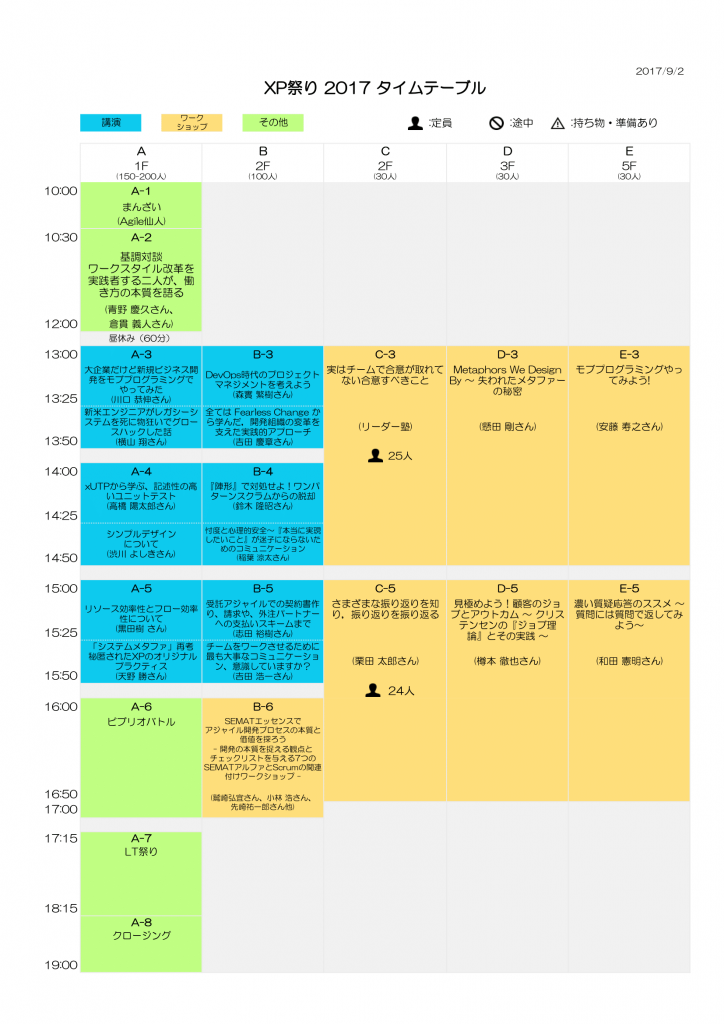 2017/9/2
XP祭り 2017 タイムテーブル
講演
ワーク
ショップ
その他
:定員
:途中
:持ち物・準備あり
A
1F
(150-200人)
B
2F
(100人)
C
2F
(30人)
D
3F
(30人)
E
5F
(30人)
10:00
A-1
まんざい
(Agile仙人)
10:30
A-2
基調対談
ワークスタイル改革を
実践者する二人が、働
き方の本質を語る
(青野 慶久さん、
倉貫 義人さん)
12:00
昼休み (60分)
13:00
A-3
大企業だけど新規ビジネス開
発をモブプログラミングで
やってみた
(川口 恭伸さん)
B-3
DevOps時代のプロジェクト
マネジメントを考えよう
(森實 繁樹さん)
C-3
実はチームで合意が取れて
ない合意すべきこと
(リーダー塾)
25人
D-3
Metaphors We Design
By ～ 失われたメタファー
の秘密
(懸田 剛さん)
E-3
モブプログラミングやっ
てみよう!
(安藤 寿之さん)
13:25
新米エンジニアがレガシーシ
ステムを死に物狂いでグロー
スハックした話
(横山 翔さん)
全ては Fearless Change か
ら学んだ、開発組織の変革を
支えた実践的アプローチ
(吉田 慶章さん)
13:50
14:00
A-4
xUTPから学ぶ、記述性の高
いユニットテスト
(高橋 陽太郎さん)
B-4
『陣形』で対処せよ！ワンパ
ターンスクラムからの脱却
(鈴木 隆昭さん)
14:25
シンプルデザイン
について
(渋川 よしきさん)
忖度と心理的安全～『本当に実現
したいこと』が迷子にならないた
めのコミュニケーション
(稲葉 涼太さん)
14:50
15:00
A-5
リソース効率性とフロー効率
性について
(黒田樹 さん)
B-5
受託アジャイルでの契約書作
り、請求や、外注パートナー
への支払いスキームまで
(志田 裕樹さん)
C-5
さまざまな振り返りを知
り，振り返りを振り返る
(栗田 太郎さん)
24人
D-5
見極めよう！顧客のジョ
ブとアウトカム ～ クリス
テンセンの『ジョブ理
論』とその実践 ～
(樽本 徹也さん)
E-5
濃い質疑応答のススメ ～
質問には質問で返してみ
よう～
(和田 憲明さん)
15:25
「システムメタファ」再考
秘匿されたXPのオリジナル
プラクティス
(天野 勝さん)
チームをワークさせるために
最も大事なコミュニケーショ
ン、意識していますか？
(吉田 浩一さん)
15:50
16:00
A-6
ビブリオバトル
B-6
SEMATエッセンスで
アジャイル開発プロセスの本質と
価値を探ろう
- 開発の本質を捉える観点と
チェックリストを与える7つの
SEMATアルファとScrumの関連
付けワークショップ -
(鷲崎弘宜さん、小林 浩さん、
先崎祐一郎さん他)
16:50
17:00
17:15
A-7
LT祭り
18:15
A-8
クロージング
19:00